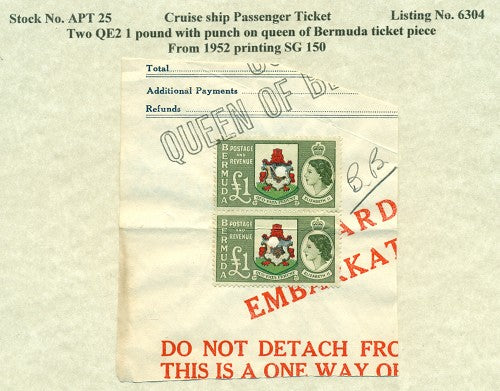 Stock No. APT 25 Cruise ship Passenger Ticket Listing No. 6304
Two QE2 1 pound with punch on queen of Bermuda ticket piece
From 1952 printing SG 150
Total
Additional Payments
Refunds
QUEEN OF BE
POSTAGE
AND
REVENUE
BERMUDA
£1
ELIZABETH II
B.B.
POSTAGE
AND
REVENUE
BERMUDA
£1
ELIZABETH II
ARD
EMBARKAT
DO NOT DETACH FRO
THIS IS A ONE WAY OF